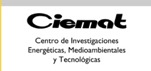 Ciemat
Centro de Investigaciones
Energéticas, Medioambientales
y Tecnológicas